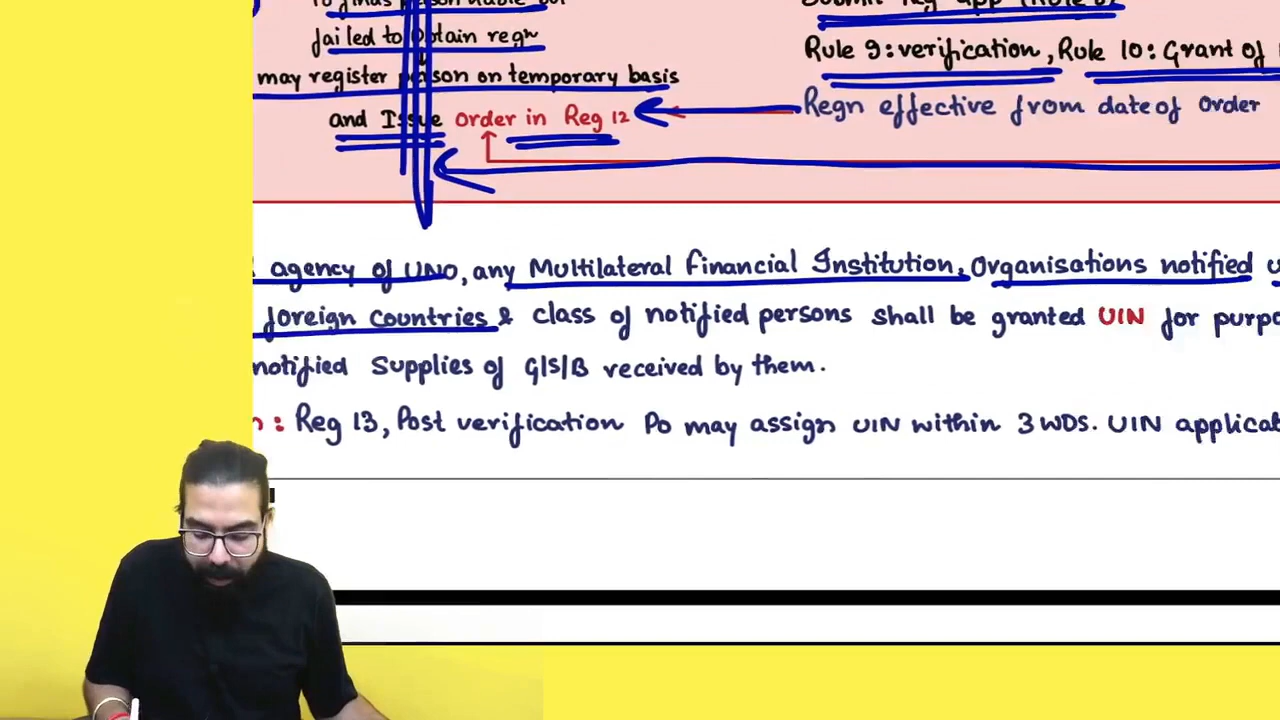 failed to obtain regn
may register person on temporary basis
and Issue Order in Reg 12
Rule 9: verification, Rule 10: Grant of
Regn effective from date of Order
agency of UNO, any Multilateral Financial Institution, Organisations notified
foreign countries & class of notified persons shall be granted UIN for
notified Supplies of G/S/B received by them.
: Reg 13, Post verification PO may assign UIN within 3 WDS. UIN